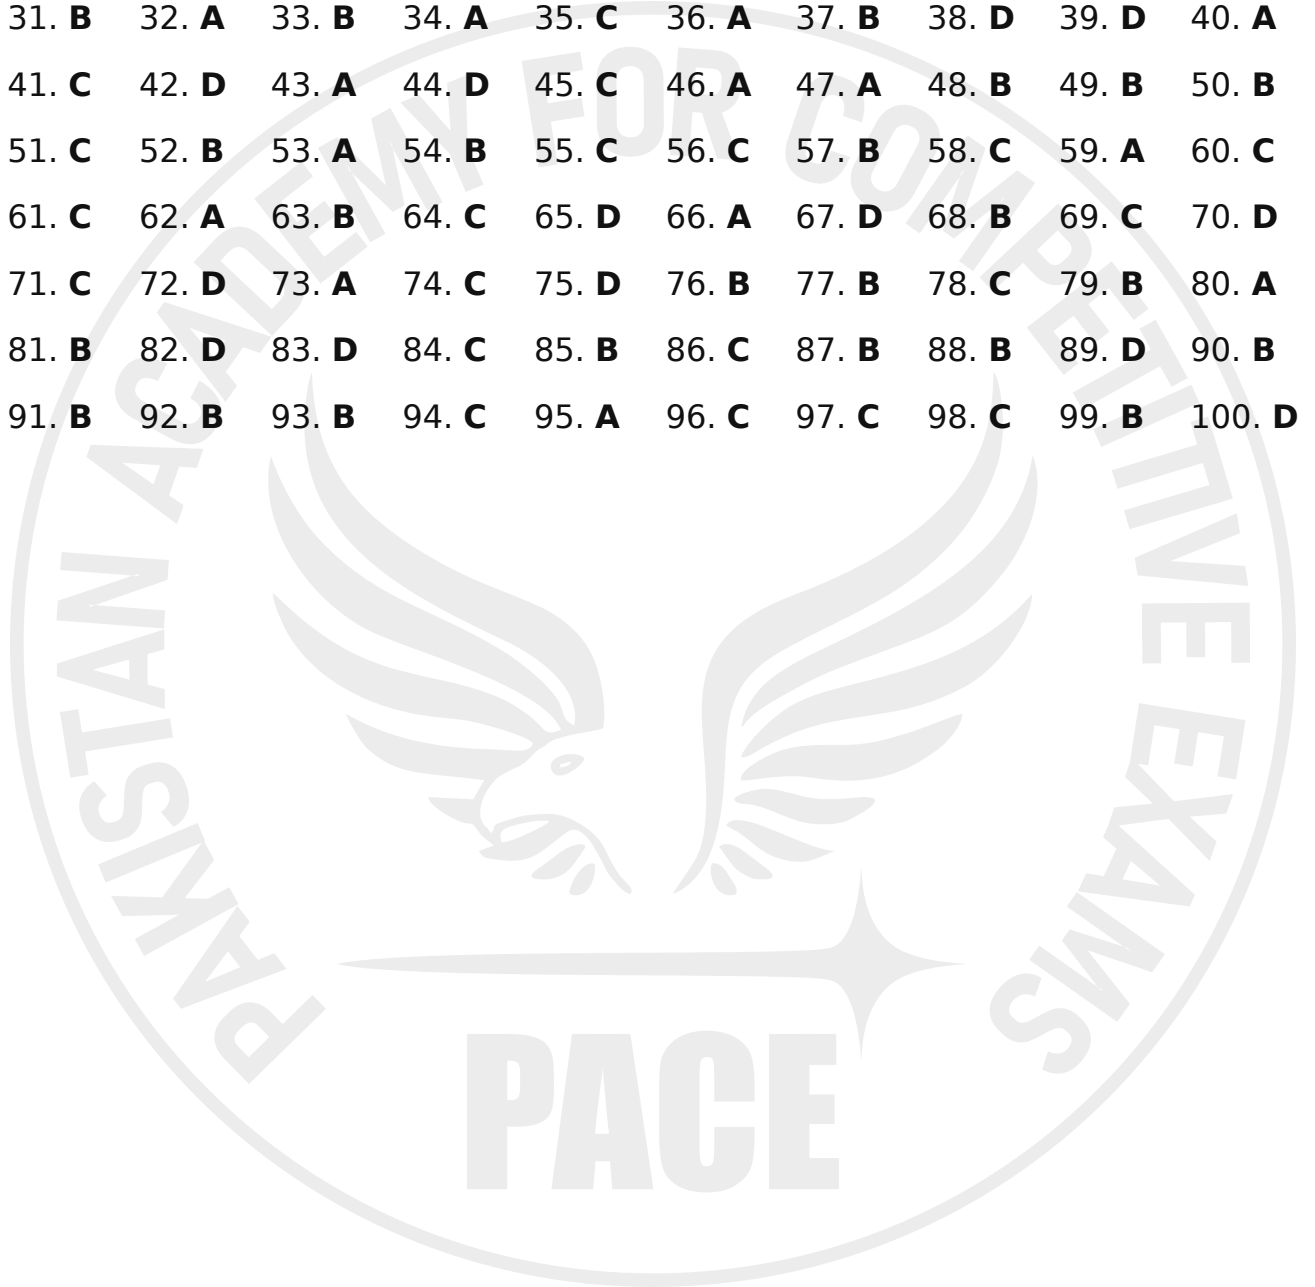 31. B 32. A 33. B 34. A 35. C 36. A 37. B 38. D 39. D 40. A
41. C 42. D 43. A 44. D 45. C 46. A 47. A 48. B 49. B 50. B
51. C 52. B 53. A 54. B 55. C 56. C 57. B 58. C 59. A 60. C
61. C 62. A 63. B 64. C 65. D 66. A 67. D 68. B 69. C 70. D
71. C 72. D 73. A 74. C 75. D 76. B 77. B 78. C 79. B 80. A
81. B 82. D 83. D 84. C 85. B 86. C 87. B 88. B 89. D 90. B
91. B 92. B 93. B 94. C 95. A 96. C 97. C 98. C 99. B 100. D
PAKISTAN ACADEMY FOR COMPETITIVE EXAMS
PACE